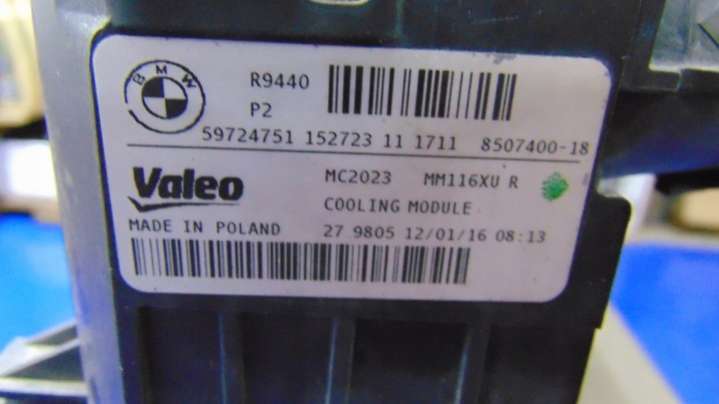 BMW
R9440
P2
59724751 152723 11 1711 8507400-18
Valeo
MC2023 MM116XU R
COOLING MODULE
MADE IN POLAND 27 9805 12/01/16 08:13